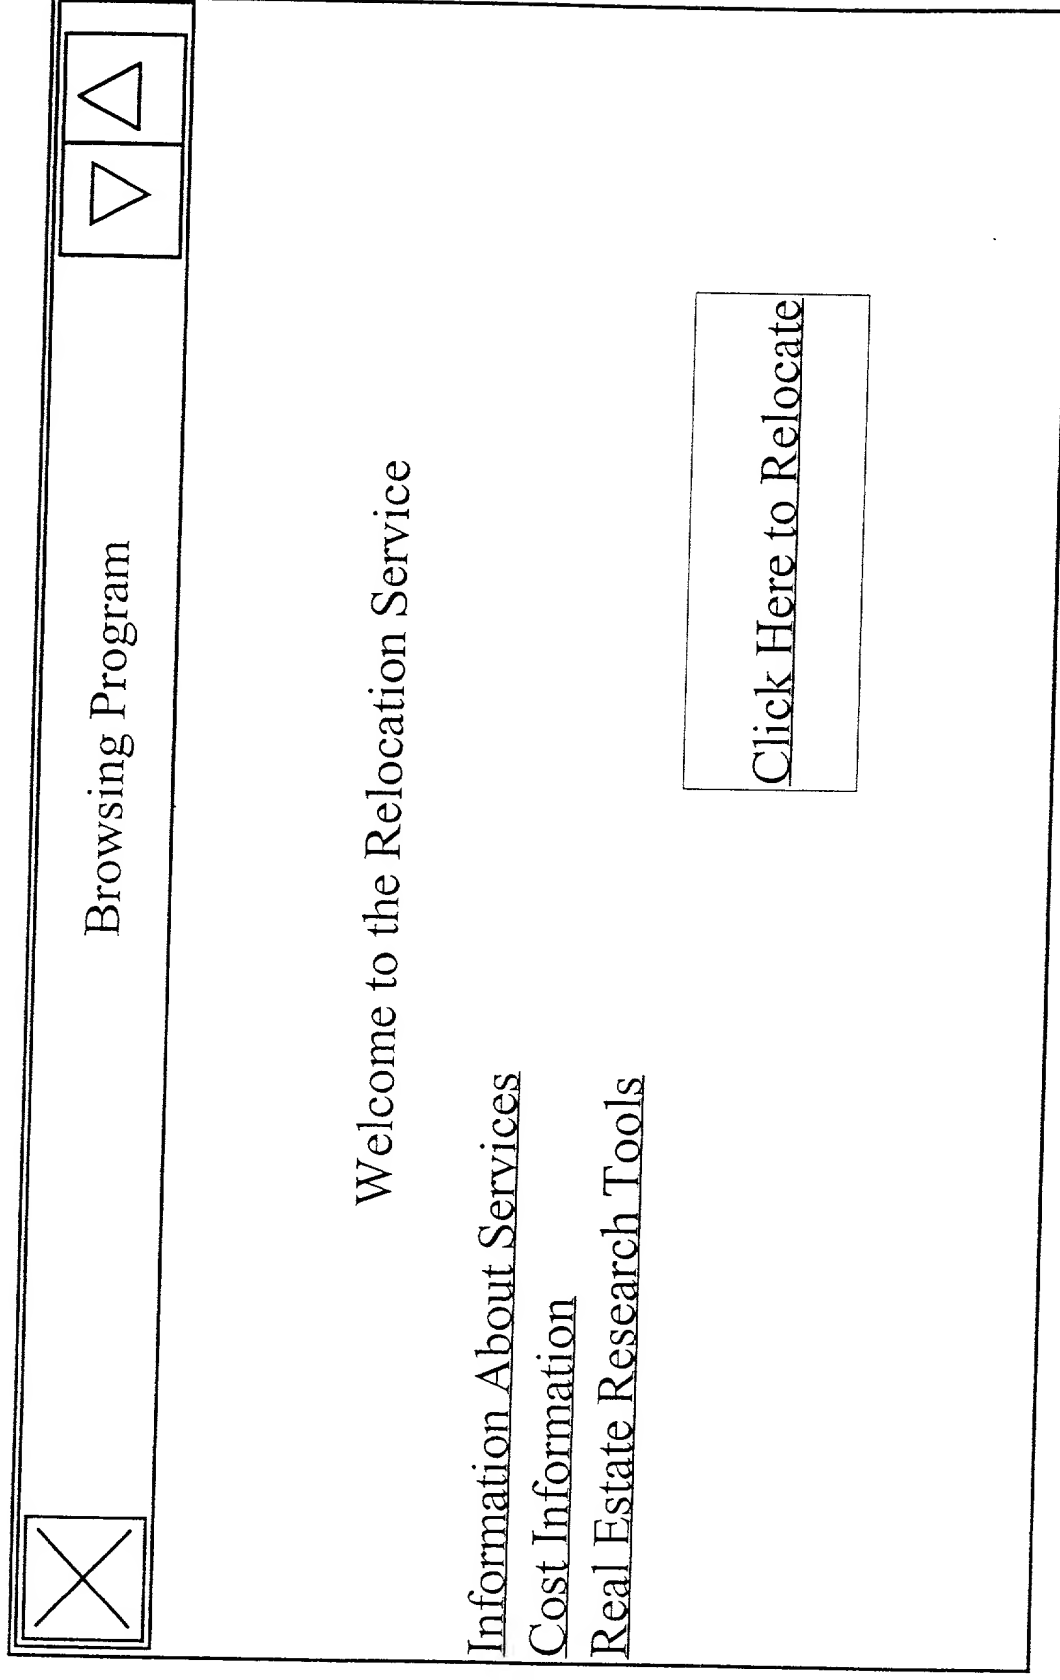 Browsing Program
Welcome to the Relocation Service
Information About Services
Cost Information
Real Estate Research Tools
Click Here to Relocate